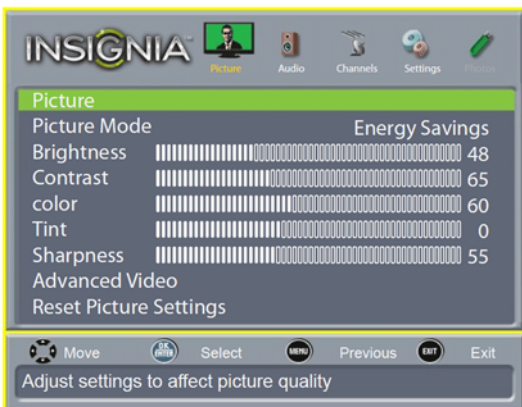 INSIGNIA
Picture Audio Channels Settings Photos
Picture
Picture Mode Energy Savings
Brightness 48
Contrast 65
color 60
Tint 0
Sharpness 55
Advanced Video
Reset Picture Settings
Move OK ENTER Select MENU Previous EXIT Exit
Adjust settings to affect picture quality